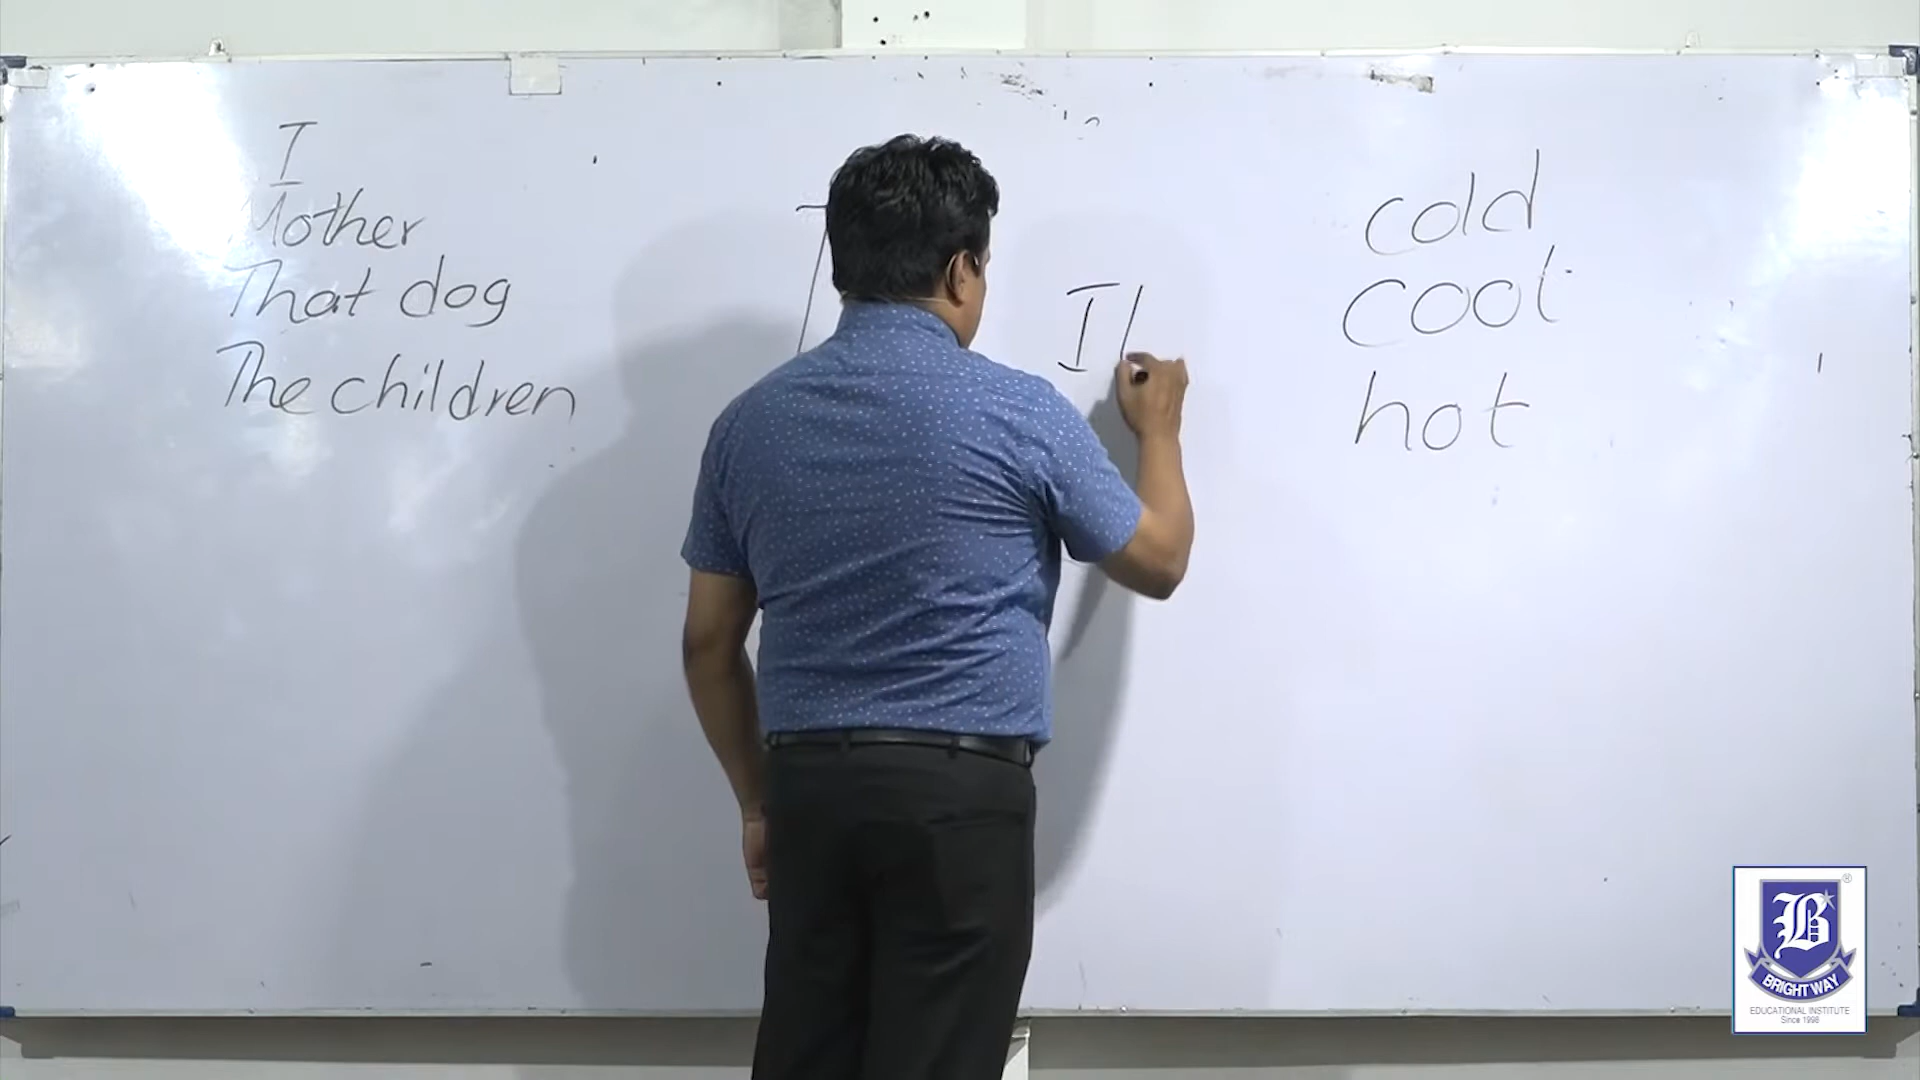 I
Mother
That dog
The children
I
cold
cool
hot
B
BRIGHT WAY
EDUCATIONAL INSTITUTE
Since 1998